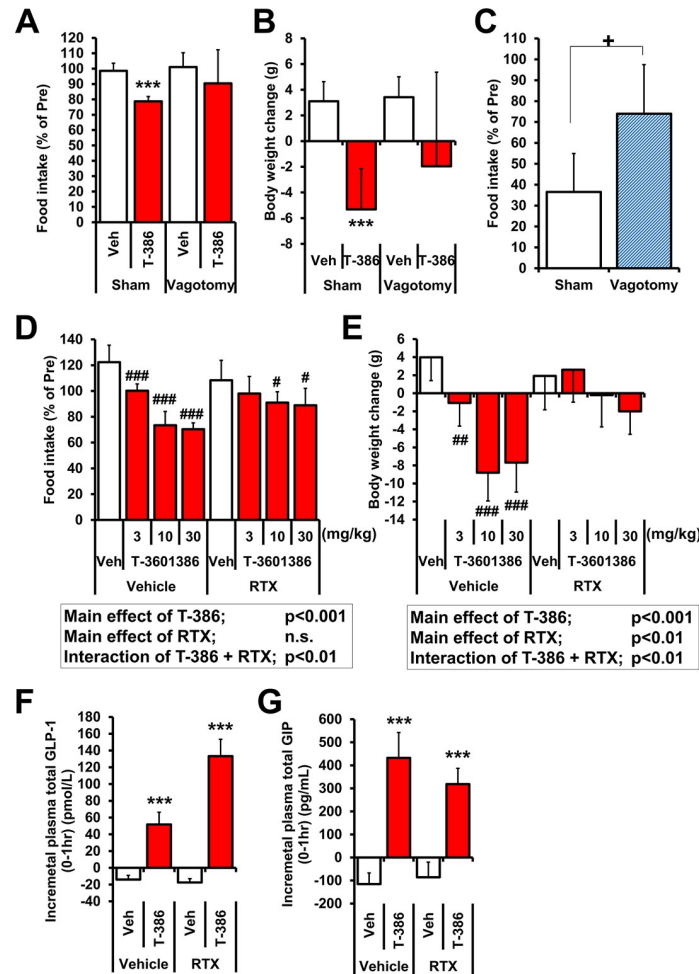 A
Food intake (% of Pre)
120
110
100
90
80
70
60
50
40
30
20
10
0
***
Veh
T-386
Veh
T-386
Sham
Vagotomy
B
Body weight change (g)
8
6
4
2
0
-2
-4
-6
-8
***
Veh T-386 Veh T-386
Sham Vagotomy
C
Food intake (% of Pre)
110
100
90
80
70
60
50
40
30
20
10
0
+
Sham Vagotomy
D
Food intake (% of Pre)
140
120
100
80
60
40
20
0
###
###
###
#
#
3 10 30 3 10 30 (mg/kg)
Veh T-3601386 Veh T-3601386
Vehicle RTX
Main effect of T-386; p<0.001
Main effect of RTX; n.s.
Interaction of T-386 + RTX; p<0.01
E
Body weight change (g)
6
4
2
0
-2
-4
-6
-8
-10
-12
-14
##
###
###
3 10 30 3 10 30 (mg/kg)
Veh T-3601386 Veh T-3601386
Vehicle RTX
Main effect of T-386; p<0.001
Main effect of RTX; p<0.01
Interaction of T-386 + RTX; p<0.01
F
Incremetal plasma total GLP-1
(0-1hr) (pmol/L)
160
140
120
100
80
60
40
20
0
-20
-40
***
***
Veh
T-386
Veh
T-386
Vehicle RTX
G
Incremetal plasma total GIP
(0-1hr) (pg/mL)
600
500
400
300
200
100
0
-100
-200
***
***
Veh
T-386
Veh
T-386
Vehicle RTX